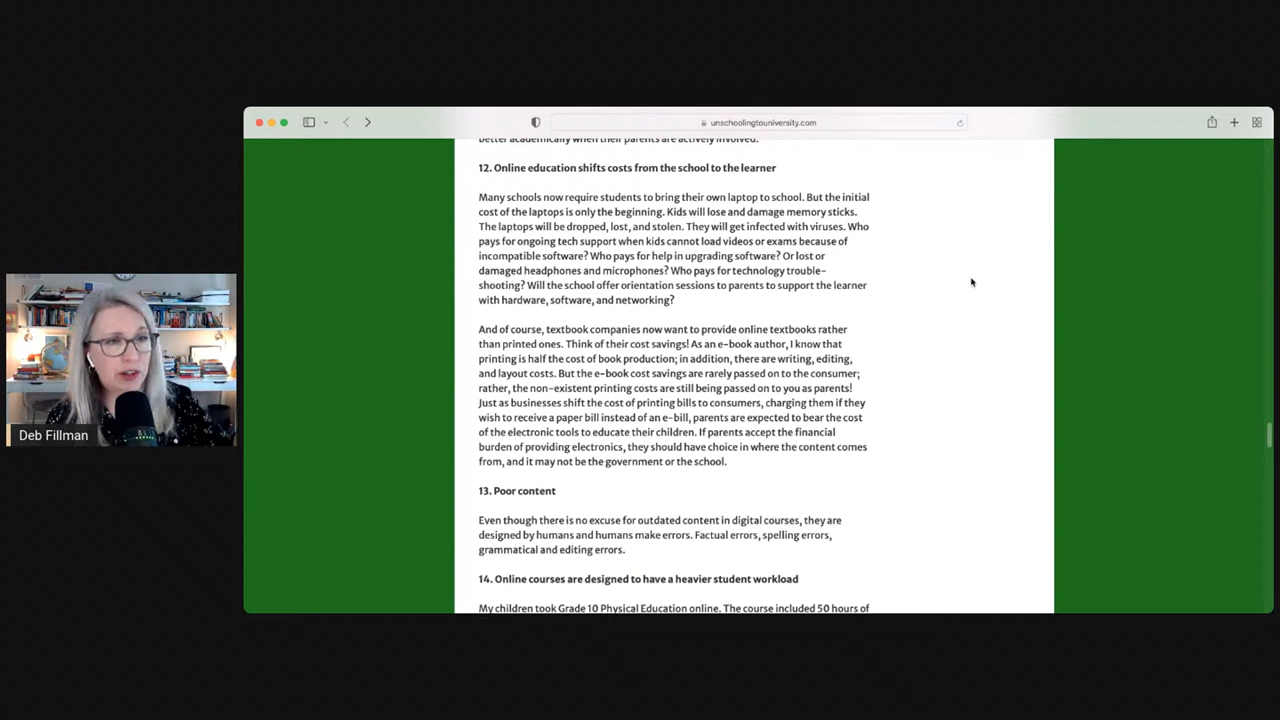 unschoolingtouniversity.com
better academically when their parents are actively involved.
12. Online education shifts costs from the school to the learner
Many schools now require students to bring their own laptop to school. But the initial
cost of the laptops is only the beginning. Kids will lose and damage memory sticks.
The laptops will be dropped, lost, and stolen. They will get infected with viruses. Who
pays for ongoing tech support when kids cannot load videos or exams because of
incompatible software? Who pays for help in upgrading software? Or lost or
damaged headphones and microphones? Who pays for technology trouble-
shooting? Will the school offer orientation sessions to parents to support the learner
with hardware, software, and networking?
And of course, textbook companies now want to provide online textbooks rather
than printed ones. Think of their cost savings! As an e-book author, I know that
printing is half the cost of book production; in addition, there are writing, editing,
and layout costs. But the e-book cost savings are rarely passed on to the consumer;
rather, the non-existent printing costs are still being passed on to you as parents!
Just as businesses shift the cost of printing bills to consumers, charging them if they
wish to receive a paper bill instead of an e-bill, parents are expected to bear the cost
of the electronic tools to educate their children. If parents accept the financial
burden of providing electronics, they should have choice in where the content comes
from, and it may not be the government or the school.
13. Poor content
Even though there is no excuse for outdated content in digital courses, they are
designed by humans and humans make errors. Factual errors, spelling errors,
grammatical and editing errors.
14. Online courses are designed to have a heavier student workload
My children took Grade 10 Physical Education online. The course included 50 hours of
Deb Fillman